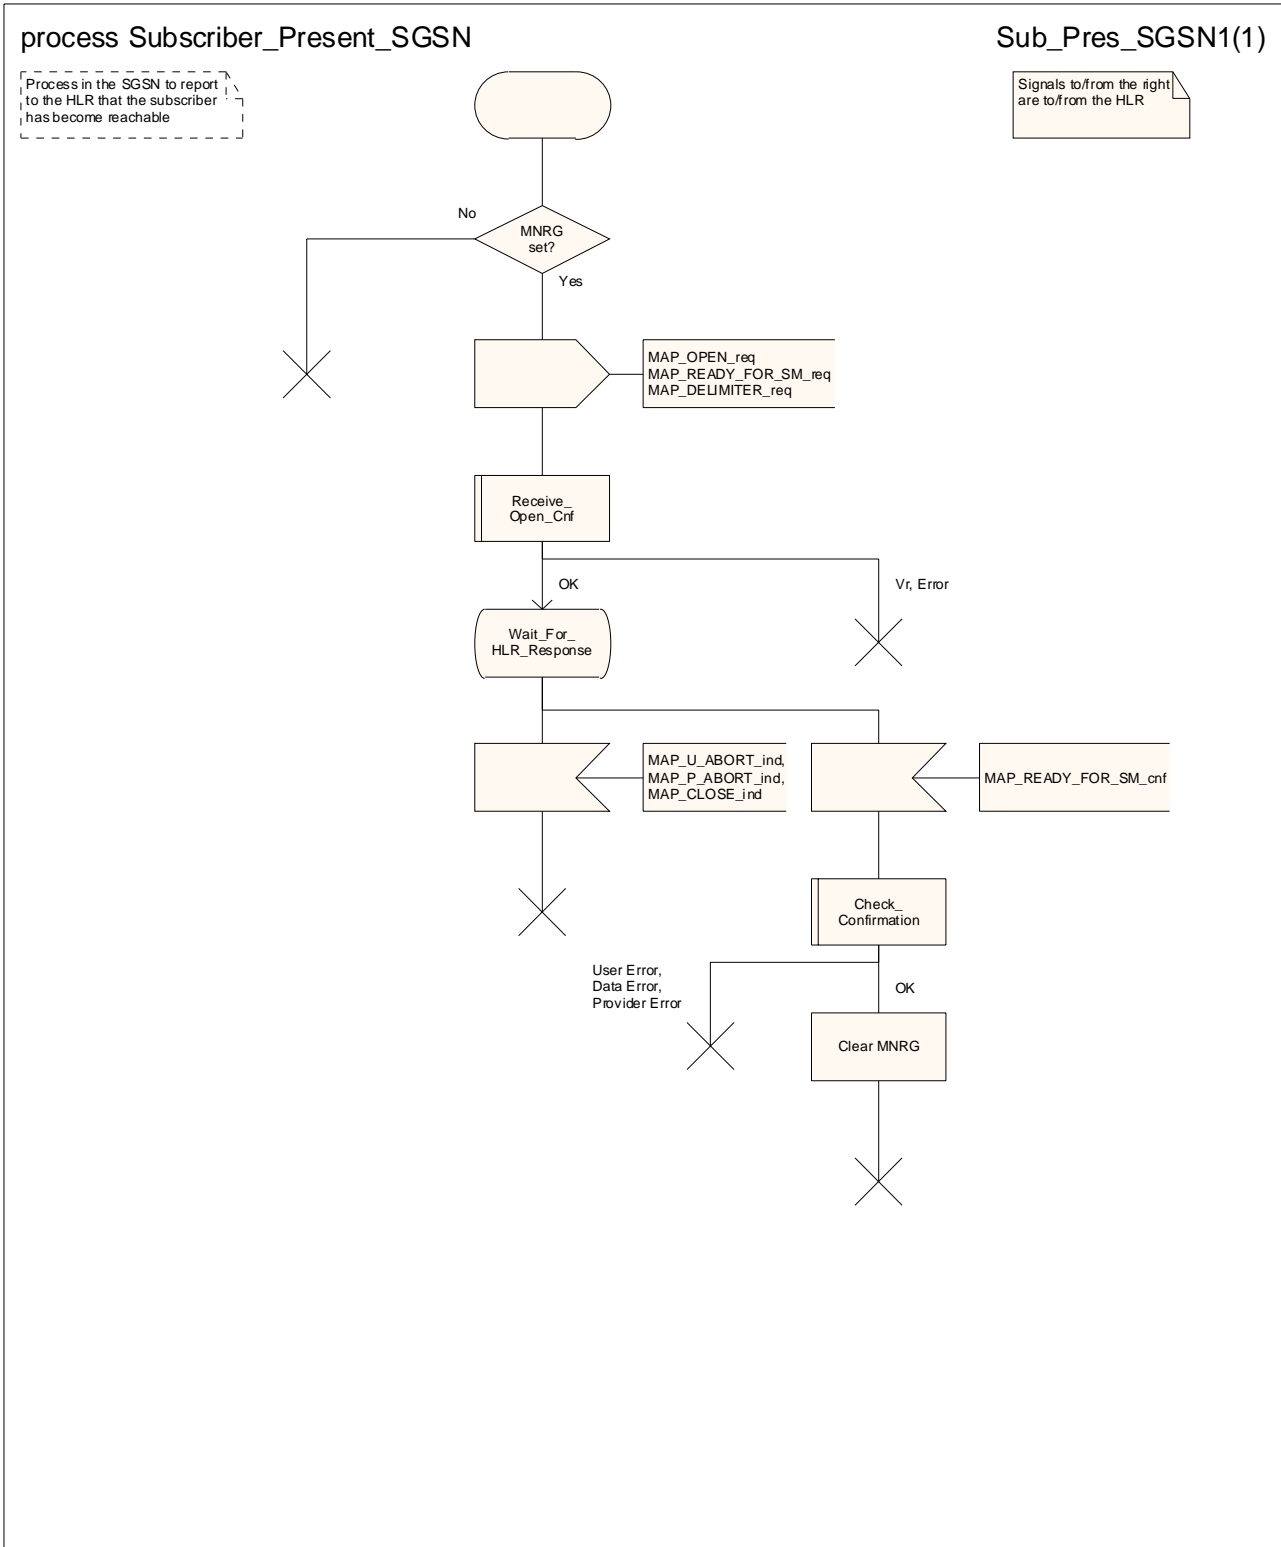 process Subscriber_Present_SGSN
Sub_Pres_SGSN1(1)
Process in the SGSN to report
to the HLR that the subscriber
has become reachable
Signals to/from the right
are to/from the HLR
No
MNRG
set?
Yes
MAP_OPEN_req
MAP_READY_FOR_SM_req
MAP_DELIMITER_req
Receive_
Open_Cnf
OK
Vr, Error
Wait_For_
HLR_Response
MAP_U_ABORT_ind,
MAP_P_ABORT_ind,
MAP_CLOSE_ind
MAP_READY_FOR_SM_cnf
Check_
Confirmation
User Error,
Data Error,
Provider Error
OK
Clear MNRG